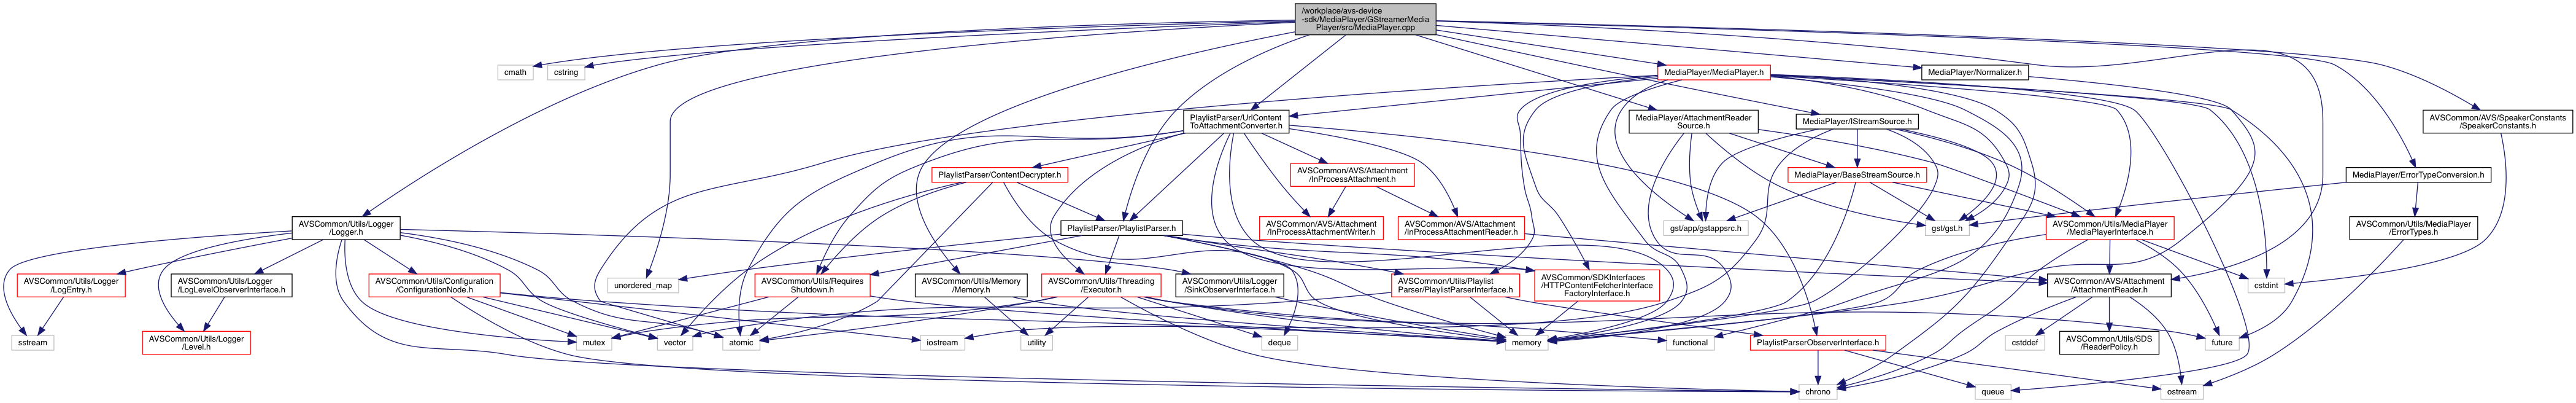 /workplace/avs-device
-sdk/MediaPlayer/GStreamerMedia
Player/src/MediaPlayer.cpp
cmath
cstring
MediaPlayer/MediaPlayer.h
MediaPlayer/Normalizer.h
PlaylistParser/UrlContent
ToAttachmentConverter.h
MediaPlayer/AttachmentReader
Source.h
MediaPlayer/IStreamSource.h
AVSCommon/AVS/SpeakerConstants
/SpeakerConstants.h
PlaylistParser/ContentDecrypter.h
AVSCommon/AVS/Attachment
/InProcessAttachment.h
MediaPlayer/BaseStreamSource.h
MediaPlayer/ErrorTypeConversion.h
AVSCommon/Utils/Logger
/Logger.h
PlaylistParser/PlaylistParser.h
AVSCommon/AVS/Attachment
/InProcessAttachmentWriter.h
AVSCommon/AVS/Attachment
/InProcessAttachmentReader.h
gst/app/gstappsrc.h
gst/gst.h
AVSCommon/Utils/MediaPlayer
/MediaPlayerInterface.h
AVSCommon/Utils/MediaPlayer
/ErrorTypes.h
AVSCommon/Utils/Logger
/LogEntry.h
AVSCommon/Utils/Logger
/LogLevelObserverInterface.h
AVSCommon/Utils/Configuration
/ConfigurationNode.h
unordered_map
AVSCommon/Utils/Requires
Shutdown.h
AVSCommon/Utils/Memory
/Memory.h
AVSCommon/Utils/Threading
/Executor.h
AVSCommon/Utils/Logger
/SinkObserverInterface.h
AVSCommon/Utils/Playlist
Parser/PlaylistParserInterface.h
AVSCommon/SDKInterfaces
/HTTPContentFetcherInterface
FactoryInterface.h
AVSCommon/AVS/Attachment
/AttachmentReader.h
cstdint
sstream
AVSCommon/Utils/Logger
/Level.h
mutex
vector
atomic
iostream
utility
deque
memory
functional
PlaylistParserObserverInterface.h
cstddef
AVSCommon/Utils/SDS
/ReaderPolicy.h
future
chrono
queue
ostream